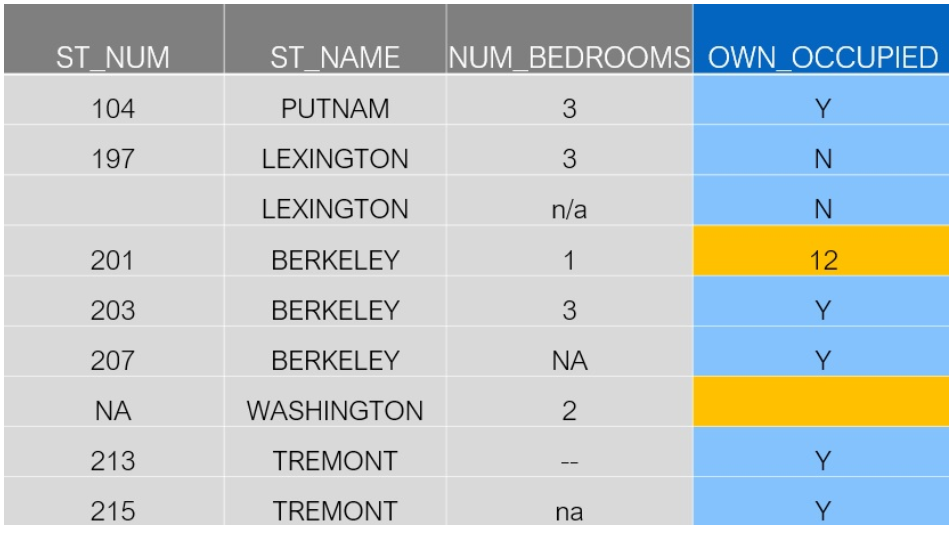 ST_NUM ST_NAME NUM_BEDROOMS OWN_OCCUPIED
104 PUTNAM 3 Y
197 LEXINGTON 3 N
LEXINGTON n/a N
201 BERKELEY 1 12
203 BERKELEY 3 Y
207 BERKELEY NA Y
NA WASHINGTON 2
213 TREMONT -- Y
215 TREMONT na Y